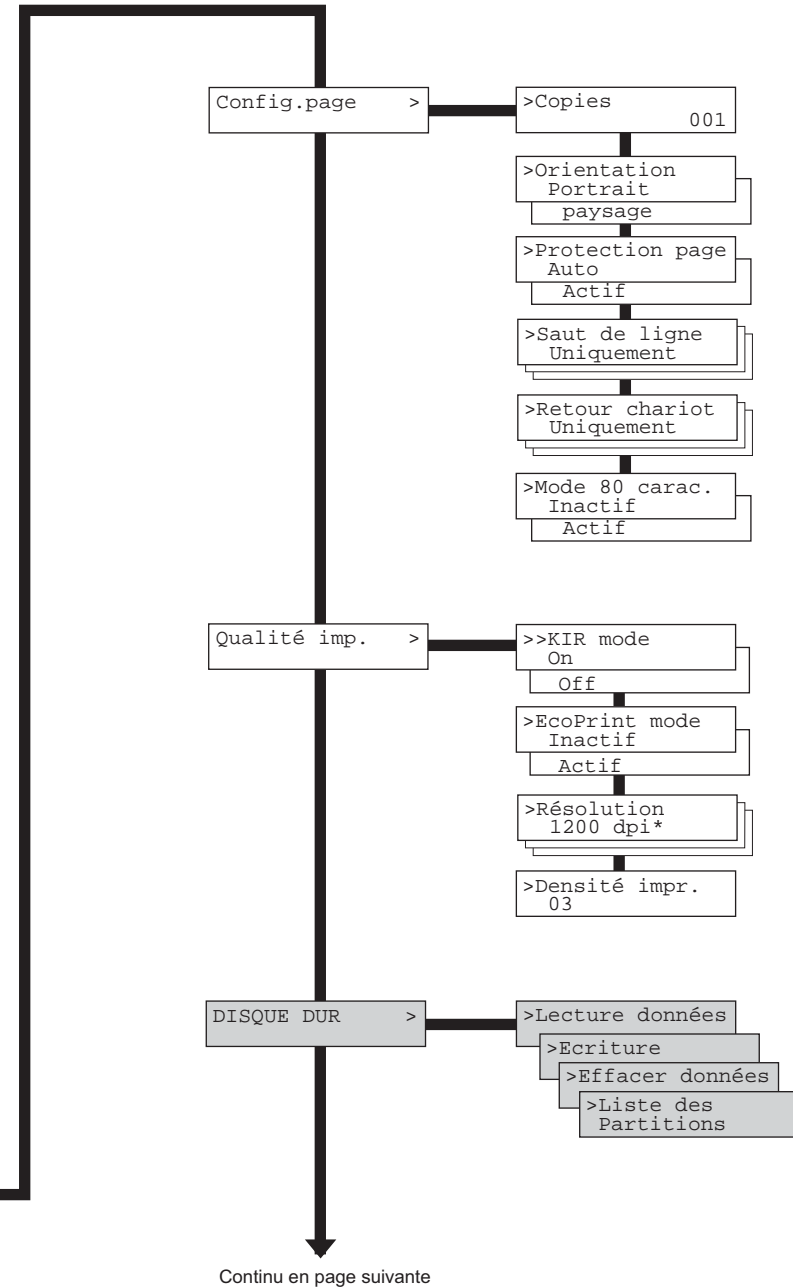 Config.page >
>Copies
001
>Orientation
Portrait
paysage
>Protection page
Auto
Actif
>Saut de ligne
Uniquement
>Retour chariot
Uniquement
>Mode 80 carac.
Inactif
Actif
Qualité imp. >
>>KIR mode
On
Off
>EcoPrint mode
Inactif
Actif
>Résolution
1200 dpi*
>Densité impr.
03
DISQUE DUR >
>Lecture données
>Ecriture
>Effacer données
>Liste des
Partitions
Continu en page suivante